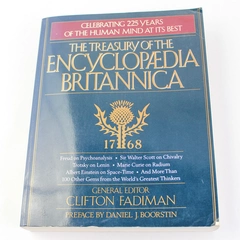 CELEBRATING 225 YEARS
OF THE HUMAN MIND AT ITS BEST
THE TREASURY OF THE
ENCYCLOPÆDIA
BRITANNICA
1768
Freud on Psychoanalysis • Sir Walter Scott on Chivalry
Trotsky on Lenin • Marie Curie on Radium
Albert Einstein on Space-Time • And More Than
100 Other Gems from the World's Greatest Thinkers
GENERAL EDITOR
CLIFTON FADIMAN
PREFACE BY DANIEL J. BOORSTIN